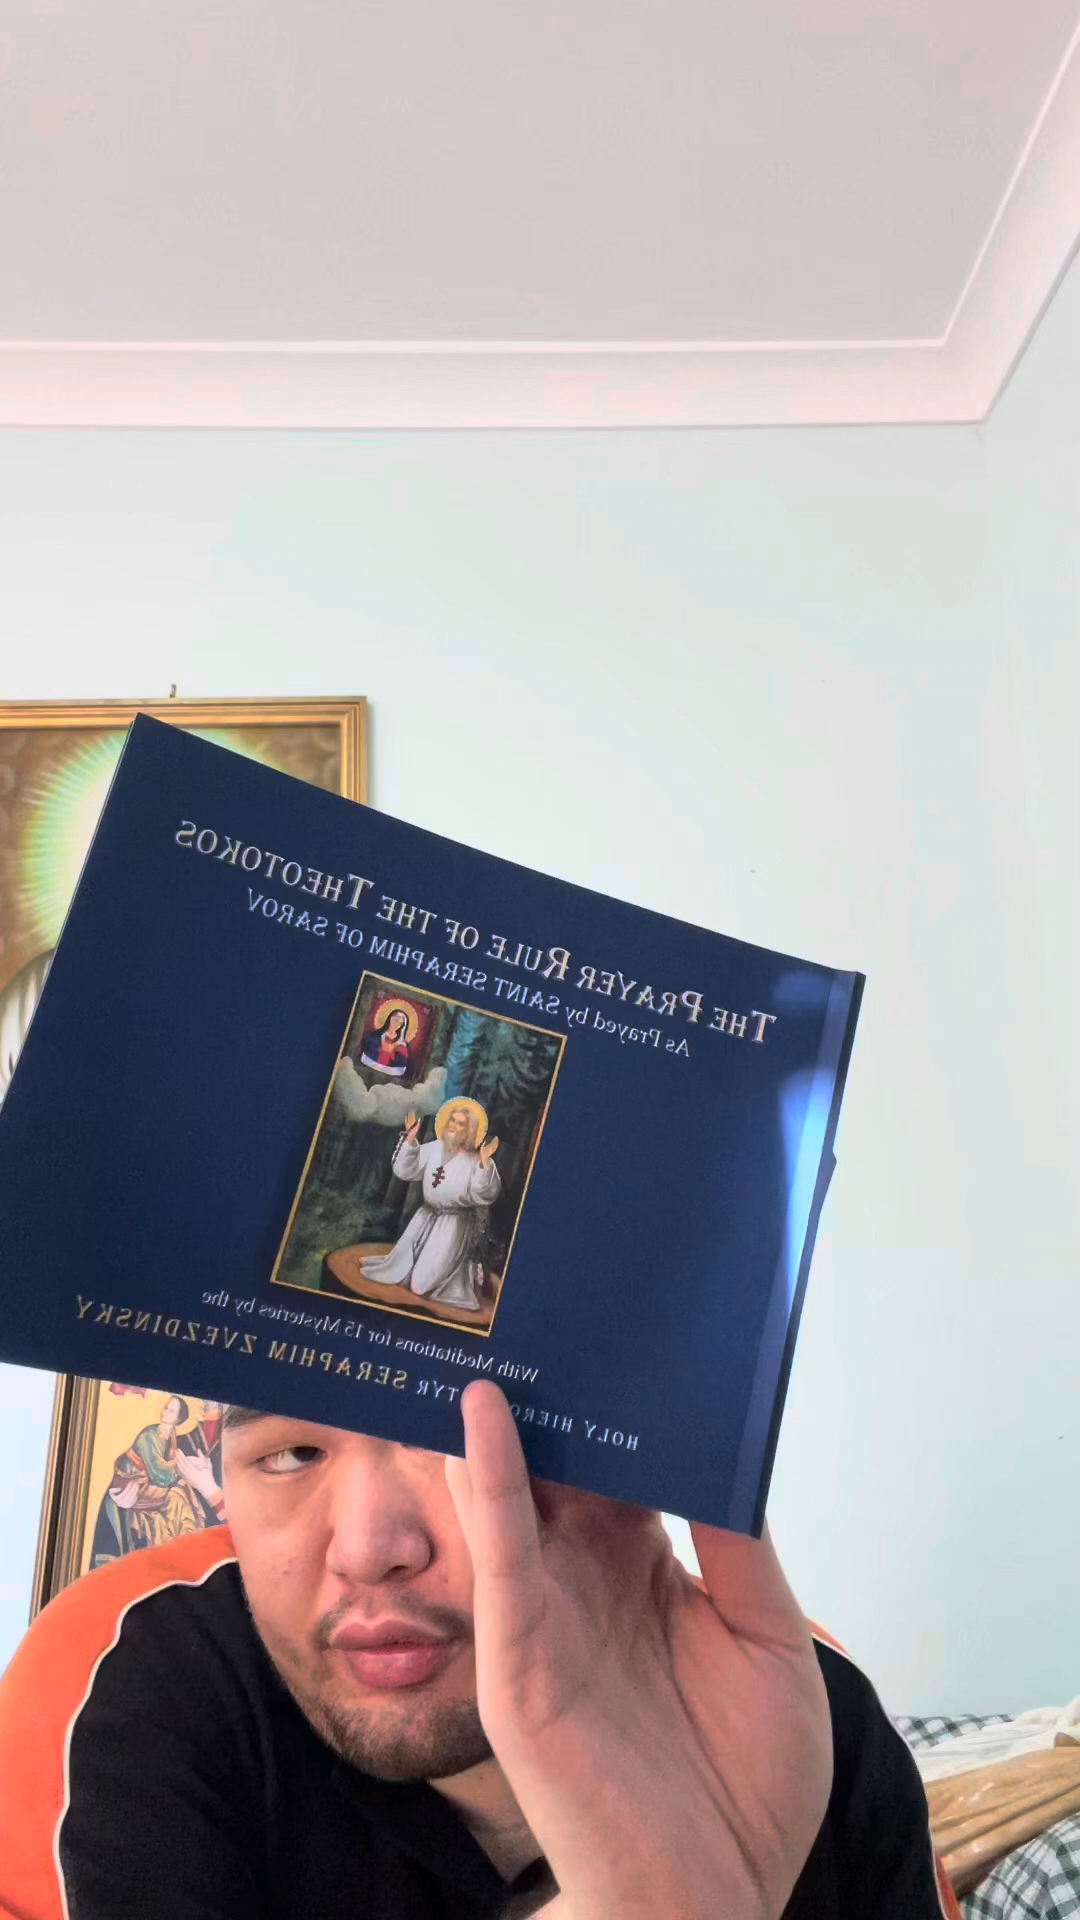 THE PRAYER RULE OF THE THEOTOKOS
As Prayed by SAINT SERAPHIM OF SAROV
With Meditations for 15 Mysteries by the
HOLY SERAPHIM ZVEZDINSKY